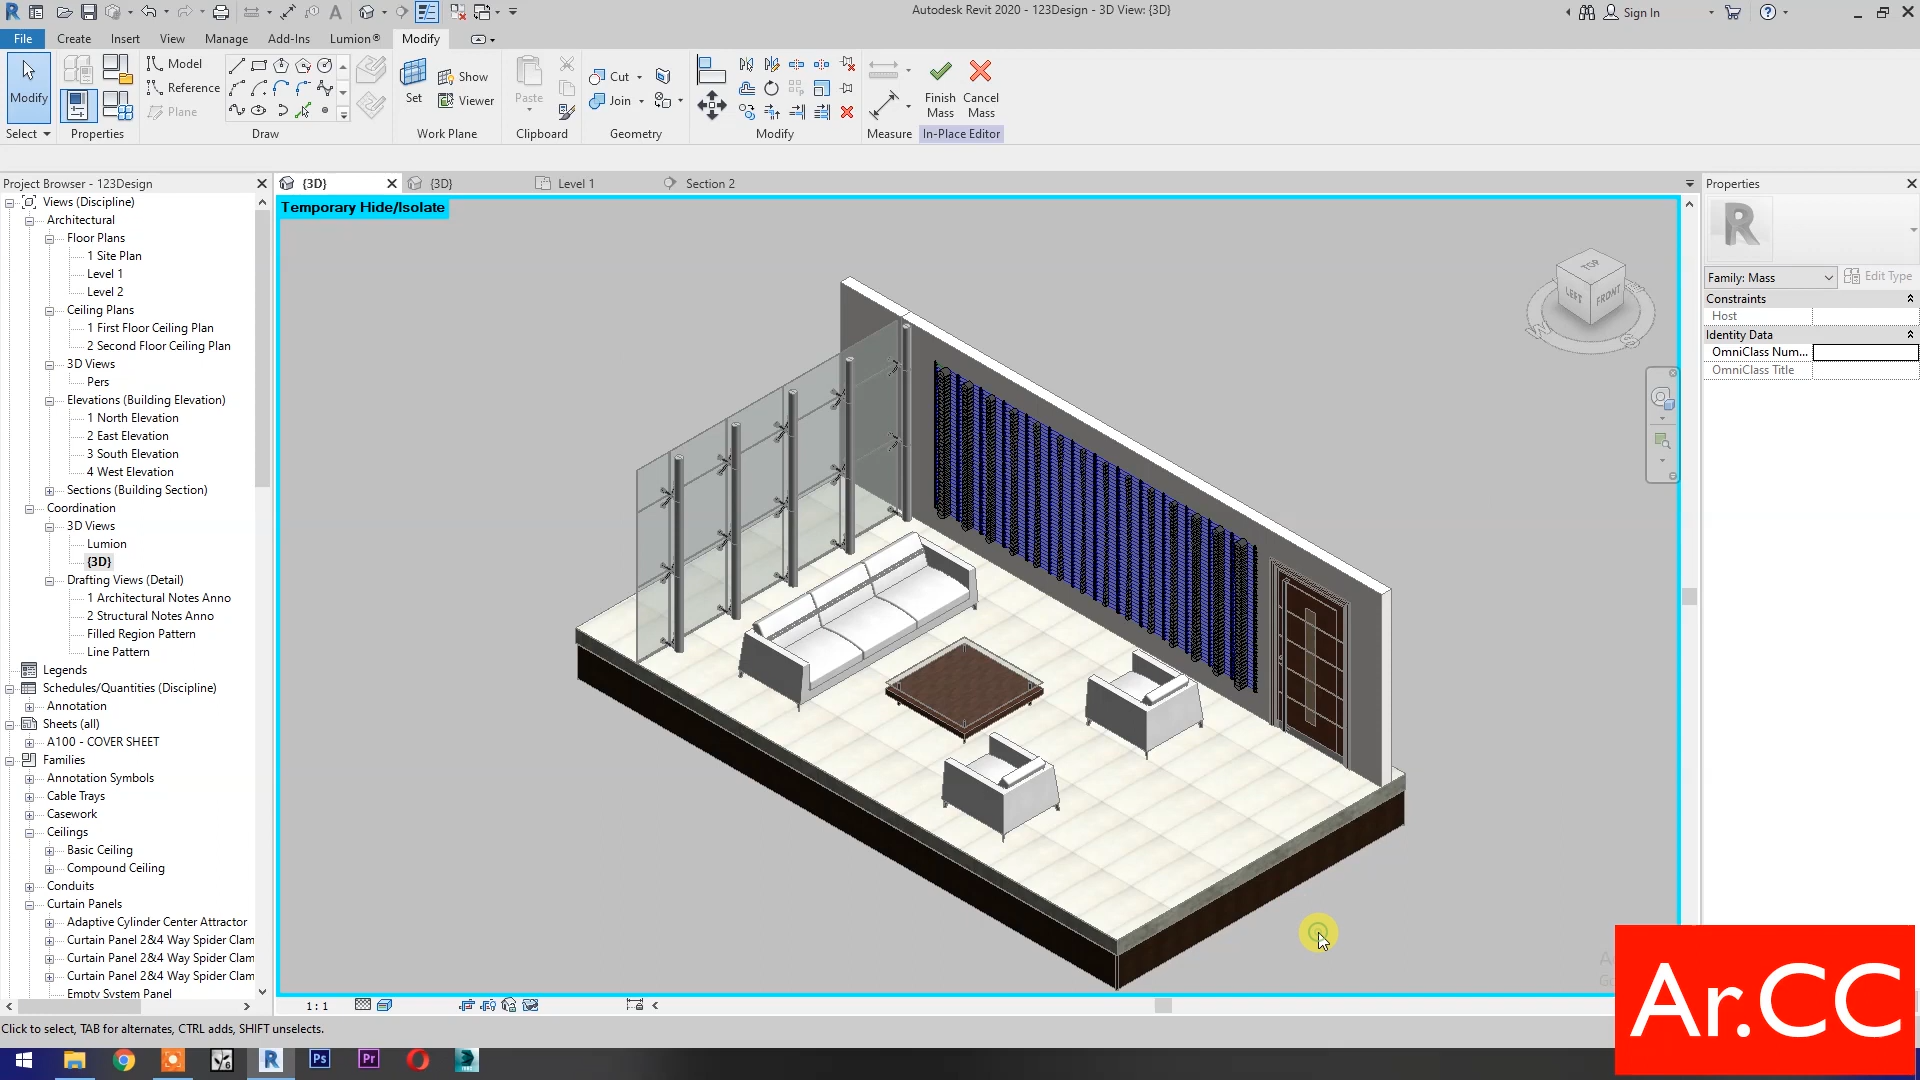 Autodesk Revit 2020 - 123Design - 3D View: {3D}
Sign In
File
Create
Insert
View
Manage
Add-Ins
Lumion®
Modify
Modify
Select
Properties
Model
Reference
Plane
Draw
Set
Show
Viewer
Work Plane
Paste
Clipboard
Cut
Join
Geometry
Modify
Measure
Finish
Mass
Cancel
Mass
In-Place Editor
Project Browser - 123Design
{3D}
{3D}
Level 1
Section 2
Properties
Views (Discipline)
Architectural
Floor Plans
1 Site Plan
Level 1
Level 2
Ceiling Plans
1 First Floor Ceiling Plan
2 Second Floor Ceiling Plan
3D Views
Pers
Elevations (Building Elevation)
1 North Elevation
2 East Elevation
3 South Elevation
4 West Elevation
Sections (Building Section)
Coordination
3D Views
Lumion
{3D}
Drafting Views (Detail)
1 Architectural Notes Anno
2 Structural Notes Anno
Filled Region Pattern
Line Pattern
Legends
Schedules/Quantities (Discipline)
Annotation
Sheets (all)
A100 - COVER SHEET
Families
Annotation Symbols
Cable Trays
Casework
Ceilings
Basic Ceiling
Compound Ceiling
Conduits
Curtain Panels
Adaptive Cylinder Center Attractor
Curtain Panel 2&4 Way Spider Clam
Curtain Panel 2&4 Way Spider Clam
Curtain Panel 2&4 Way Spider Clam
Empty System Panel
Temporary Hide/Isolate
TOP
LEFT
FRONT
W
S
Family: Mass
Edit Type
Constraints
Host
Identity Data
OmniClass Num...
OmniClass Title
1 : 1
Click to select, TAB for alternates, CTRL adds, SHIFT unselects.
R
Ps
Pr
Ar.CC